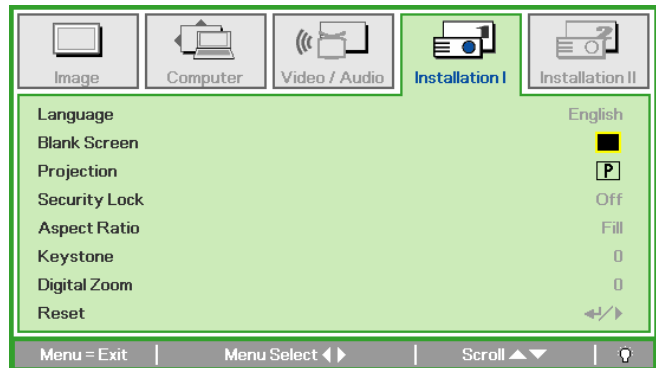 Image Computer Video / Audio Installation I Installation II
Language English
Blank Screen
Projection P
Security Lock Off
Aspect Ratio Fill
Keystone 0
Digital Zoom 0
Reset
Menu = Exit Menu Select Scroll